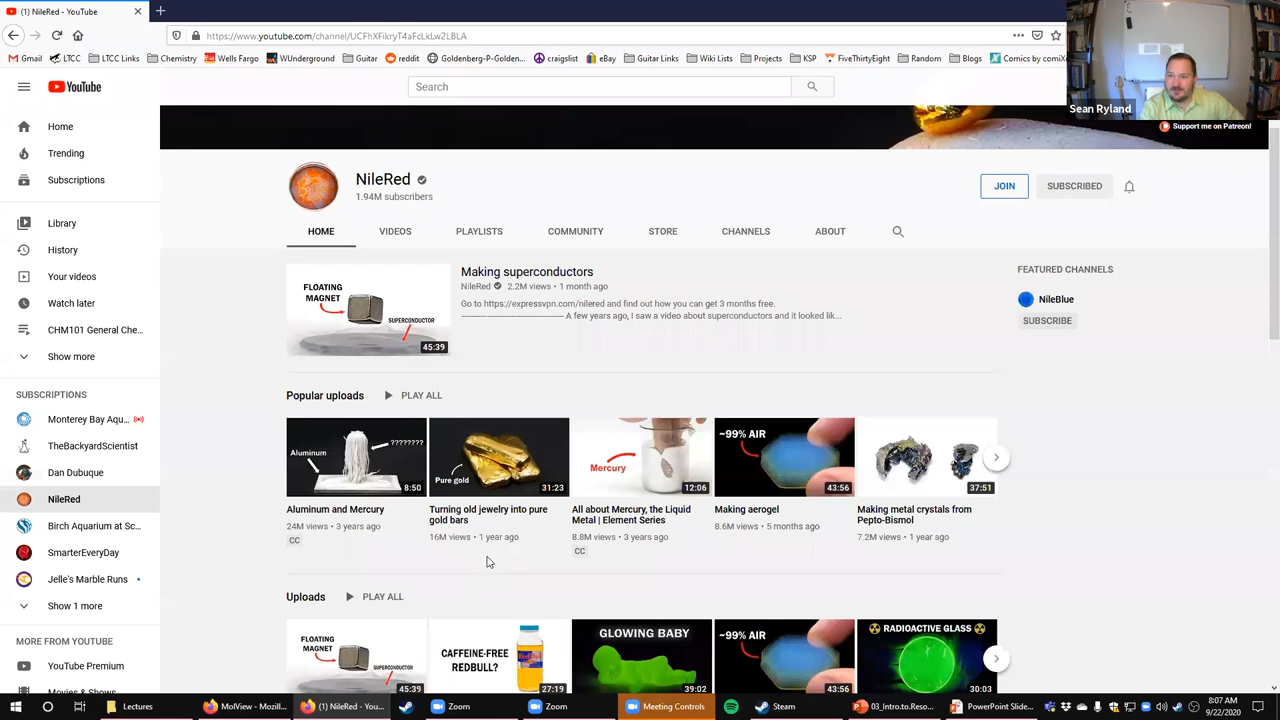 (1) NileRed - YouTube
https://www.youtube.com/channel/UCFhXFikryT4aFcLkLw2LBLA
Gmail LTCC LTCC Links Chemistry Wells Fargo WUnderground Guitar reddit Goldenberg-P-Golden... craigslist eBay Guitar Links Wiki Lists Projects KSP FiveThirtyEight Random Blogs Comics by comiX
Sean Ryland
YouTube
Search
Support me on Patreon!
Home
Trending
Subscriptions
Library
History
Your videos
Watch later
CHM101 General Che...
Show more
SUBSCRIPTIONS
Monterey Bay Aqu...
TheBackyardScientist
Dan Dubuque
NileRed
Birch Aquarium at Sc...
SmarterEveryDay
Jelle's Marble Runs
Show 1 more
MORE FROM YOUTUBE
YouTube Premium
Movies & Shows
NileRed
1.94M subscribers
JOIN
SUBSCRIBED
HOME VIDEOS PLAYLISTS COMMUNITY STORE CHANNELS ABOUT
FLOATING
MAGNET
SUPERCONDUCTOR
45:39
Making superconductors
NileRed 2.2M views • 1 month ago
Go to https://expressvpn.com/nilered and find out how you can get 3 months free.
A few years ago, I saw a video about superconductors and it looked lik...
FEATURED CHANNELS
NileBlue
SUBSCRIBE
Popular uploads PLAY ALL
Aluminum
????????
8:50
Aluminum and Mercury
24M views • 3 years ago
CC
Pure gold
31:23
Turning old jewelry into pure
gold bars
16M views • 1 year ago
Mercury
12:06
All about Mercury, the Liquid
Metal | Element Series
8.8M views • 3 years ago
CC
~99% AIR
43:56
Making aerogel
8.6M views • 5 months ago
37:51
Making metal crystals from
Pepto-Bismol
7.2M views • 1 year ago
Uploads PLAY ALL
FLOATING
MAGNET
SUPERCONDUCTOR
45:39
CAFFEINE-FREE
REDBULL?
27:19
GLOWING BABY
39:02
~99% AIR
43:56
RADIOACTIVE GLASS
30:03
Lectures
MolView - Mozill...
(1) NileRed - You...
Zoom
Zoom
Meeting Controls
Steam
03_Intro.to.Reso...
PowerPoint Slide...
8:07 AM
9/22/2020